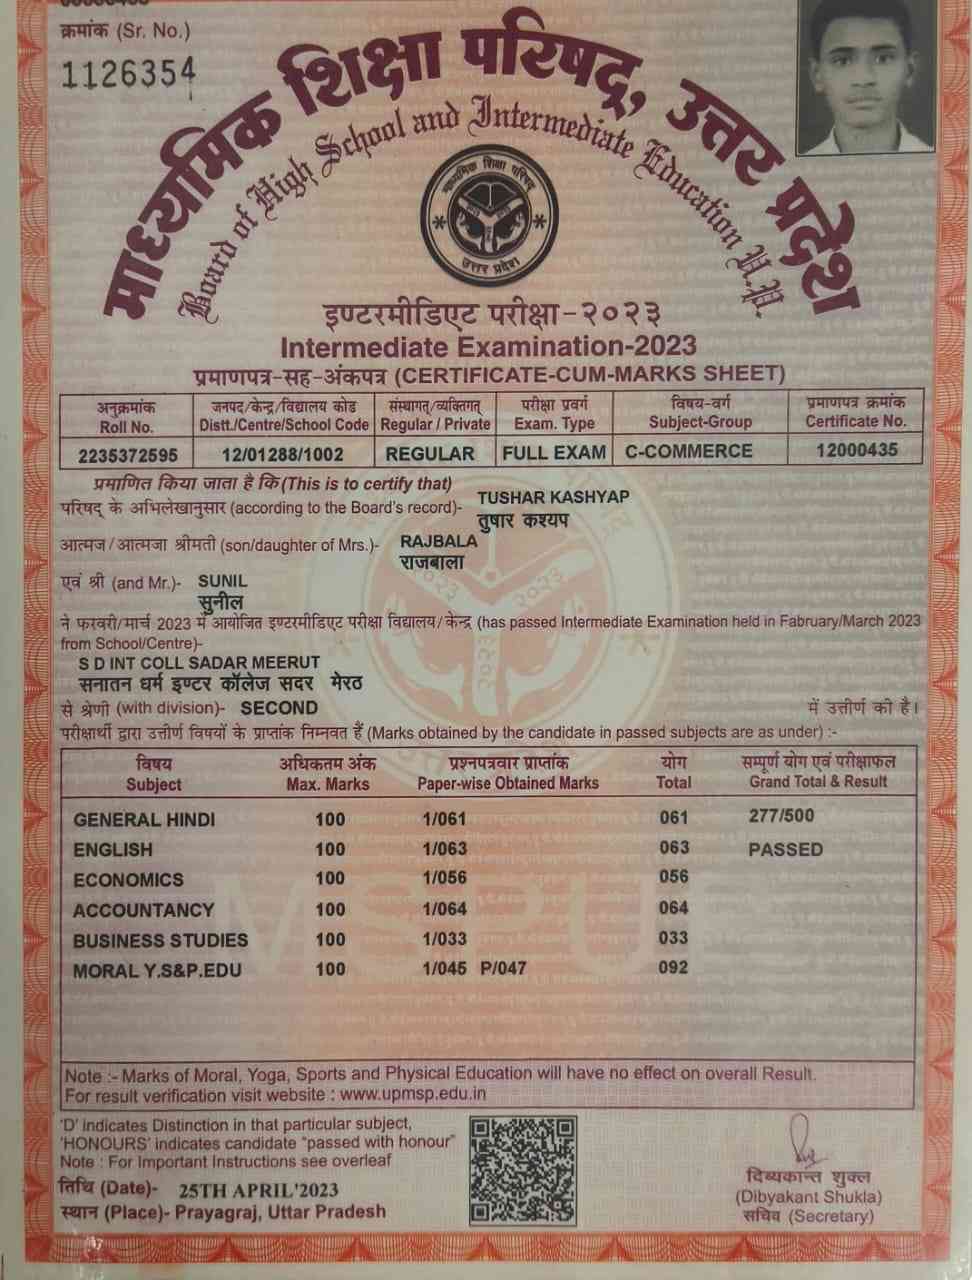 क्रमांक (Sr. No.)
1126354
माध्यमिक शिक्षा परिषद्, उत्तर प्रदेश
Board of High School and Intermediate Education U.P.
माध्यमिक शिक्षा परिषद
उत्तर प्रदेश
इण्टरमीडिएट परीक्षा-२०२३
Intermediate Examination-2023
प्रमाणपत्र-सह-अंकपत्र (CERTIFICATE-CUM-MARKS SHEET)
अनुक्रमांक जनपद/केन्द्र/विद्यालय कोड संस्थागत्/व्यक्तिगत् परीक्षा प्रवर्ग विषय-वर्ग प्रमाणपत्र क्रमांक
Roll No. Distt./Centre/School Code Regular / Private Exam. Type Subject-Group Certificate No.
2235372595 12/01288/1002 REGULAR FULL EXAM C-COMMERCE 12000435
प्रमाणित किया जाता है कि (This is to certify that) TUSHAR KASHYAP
परिषद् के अभिलेखानुसार (according to the Board's record)- तुषार कश्यप
आत्मज/आत्मजा श्रीमती (son/daughter of Mrs.)- RAJBALA
राजबाला
एवं श्री (and Mr.)- SUNIL
सुनील
ने फरवरी/मार्च 2023 में आयोजित इण्टरमीडिएट परीक्षा विद्यालय/केन्द्र (has passed Intermediate Examination held in Fabruary/March 2023
from School/Centre)-
S D INT COLL SADAR MEERUT
सनातन धर्म इण्टर कॉलेज सदर मेरठ
से श्रेणी (with division)- SECOND में उत्तीर्ण की है।
परीक्षार्थी द्वारा उत्तीर्ण विषयों के प्राप्तांक निम्नवत हैं (Marks obtained by the candidate in passed subjects are as under) :-
विषय अधिकतम अंक प्रश्नपत्रवार प्राप्तांक योग सम्पूर्ण योग एवं परीक्षाफल
Subject Max. Marks Paper-wise Obtained Marks Total Grand Total & Result
GENERAL HINDI 100 1/061 061 277/500
ENGLISH 100 1/063 063 PASSED
ECONOMICS 100 1/056 056
ACCOUNTANCY 100 1/064 064
BUSINESS STUDIES 100 1/033 033
MORAL Y.S&P.EDU 100 1/045 P/047 092
Note :- Marks of Moral, Yoga, Sports and Physical Education will have no effect on overall Result.
For result verification visit website : www.upmsp.edu.in
'D' indicates Distinction in that particular subject,
'HONOURS' indicates candidate "passed with honour"
Note : For Important Instructions see overleaf
तिथि (Date)- 25TH APRIL'2023
स्थान (Place)- Prayagraj, Uttar Pradesh
दिब्यकान्त शुक्ल
(Dibyakant Shukla)
सचिव (Secretary)